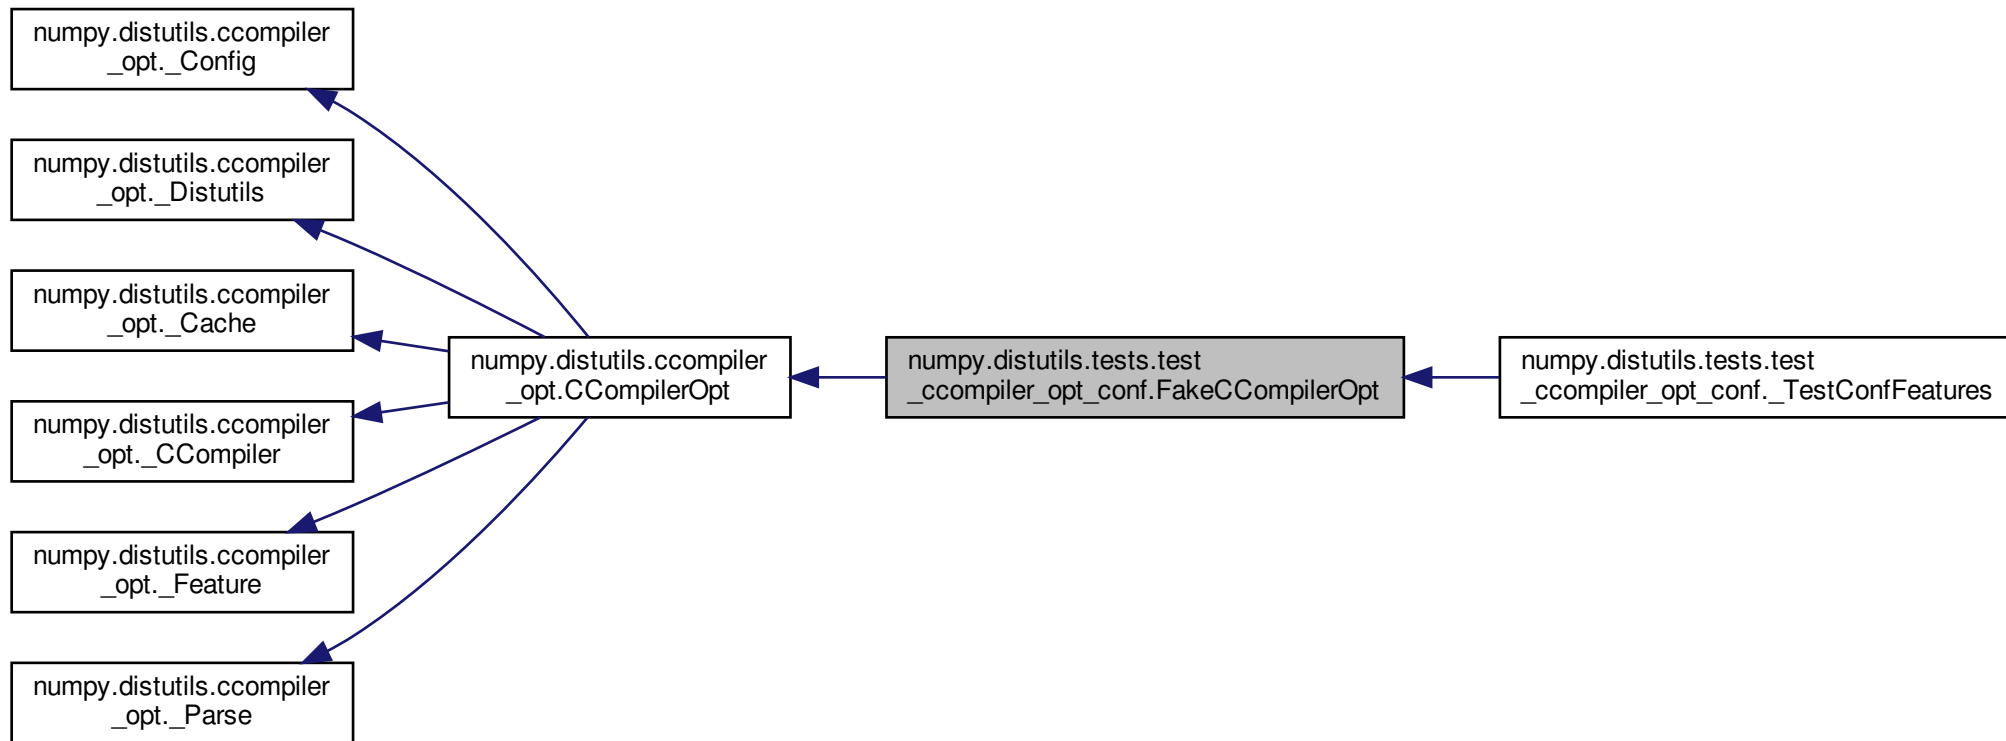 numpy.distutils.ccompiler
_opt._Config
numpy.distutils.ccompiler
_opt._Distutils
numpy.distutils.ccompiler
_opt._Cache
numpy.distutils.ccompiler
_opt._CCompiler
numpy.distutils.ccompiler
_opt._Feature
numpy.distutils.ccompiler
_opt._Parse
numpy.distutils.ccompiler
_opt.CCompilerOpt
numpy.distutils.tests.test
_ccompiler_opt_conf.FakeCCompilerOpt
numpy.distutils.tests.test
_ccompiler_opt_conf._TestConfFeatures